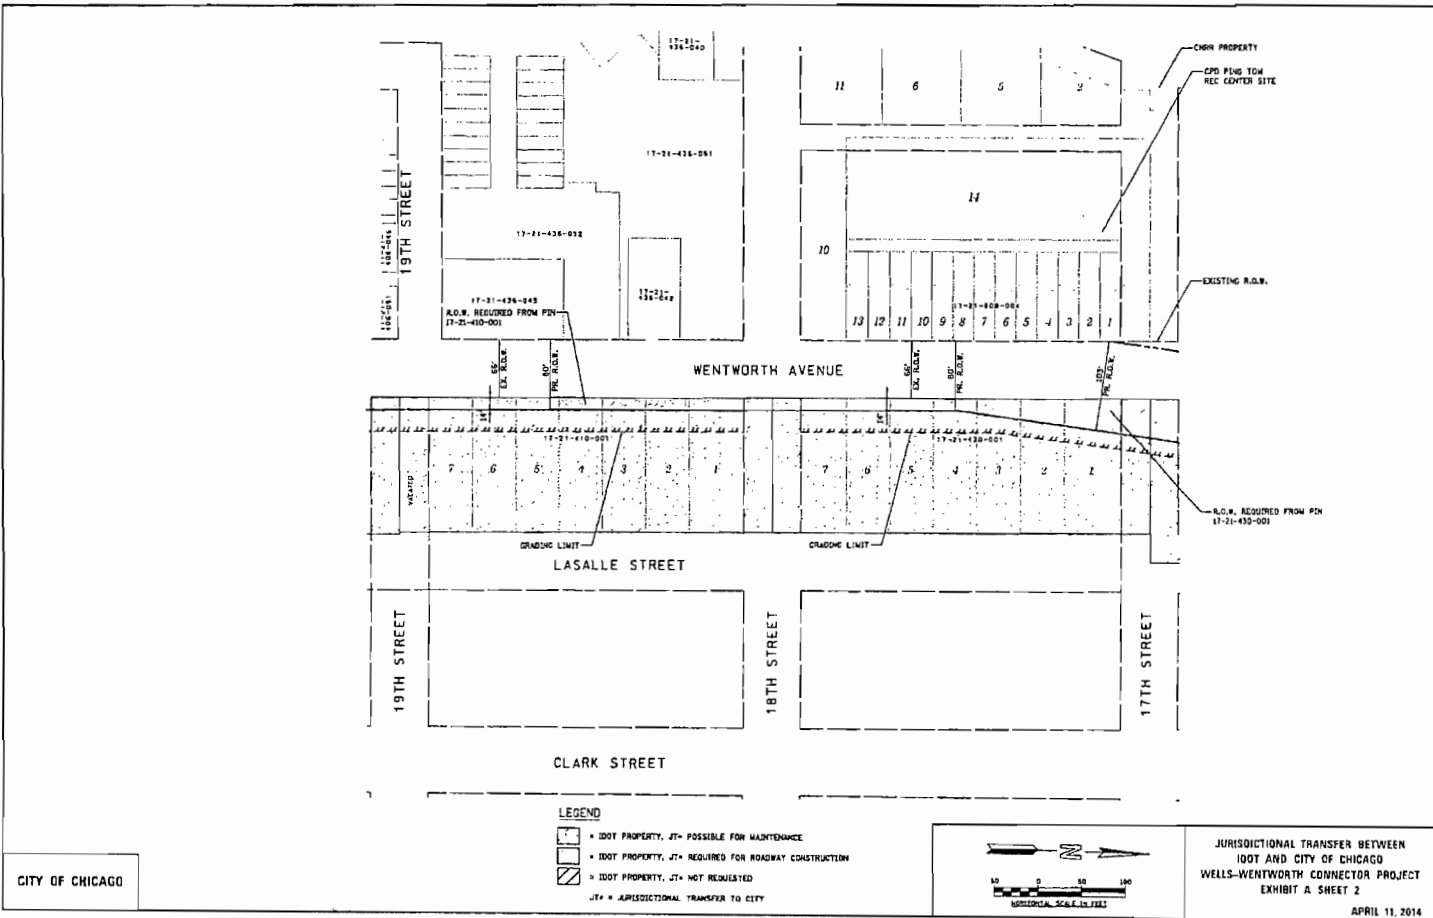 17-21-
436-040
CNRR PROPERTY
CPD PING TOM
REC CENTER SITE
11
6
5
2
17-21-436-051
19TH STREET
14
17-21-436-052
10
EXISTING R.O.W.
17-21-436-045
R.O.W. REQUIRED FROM PIN
17-21-410-001
17-21-
436-042
13 12 11 10 9 8 7 6 5 4 3 2 1
66'
EX. R.O.W.
80'
PR. R.O.W.
WENTWORTH AVENUE
66'
EX. R.O.W.
80'
PR. R.O.W.
103'
PR. R.O.W.
14'
14'
17-21-410-001
17-21-430-001
VACATED
7 6 5 4 3 2 1
7 6 5 4 3 2 1
R.O.W. REQUIRED FROM PIN
17-21-430-001
GRADING LIMIT
GRADING LIMIT
LASALLE STREET
19TH STREET
18TH STREET
17TH STREET
CLARK STREET
LEGEND
= IDOT PROPERTY, JT* POSSIBLE FOR MAINTENANCE
= IDOT PROPERTY, JT* REQUIRED FOR ROADWAY CONSTRUCTION
= IDOT PROPERTY, JT* NOT REQUESTED
JT* = JURISDICTIONAL TRANSFER TO CITY
CITY OF CHICAGO
N
50 0 50 100
HORIZONTAL SCALE IN FEET
JURISDICTIONAL TRANSFER BETWEEN
IDOT AND CITY OF CHICAGO
WELLS-WENTWORTH CONNECTOR PROJECT
EXHIBIT A SHEET 2
APRIL 11, 2014